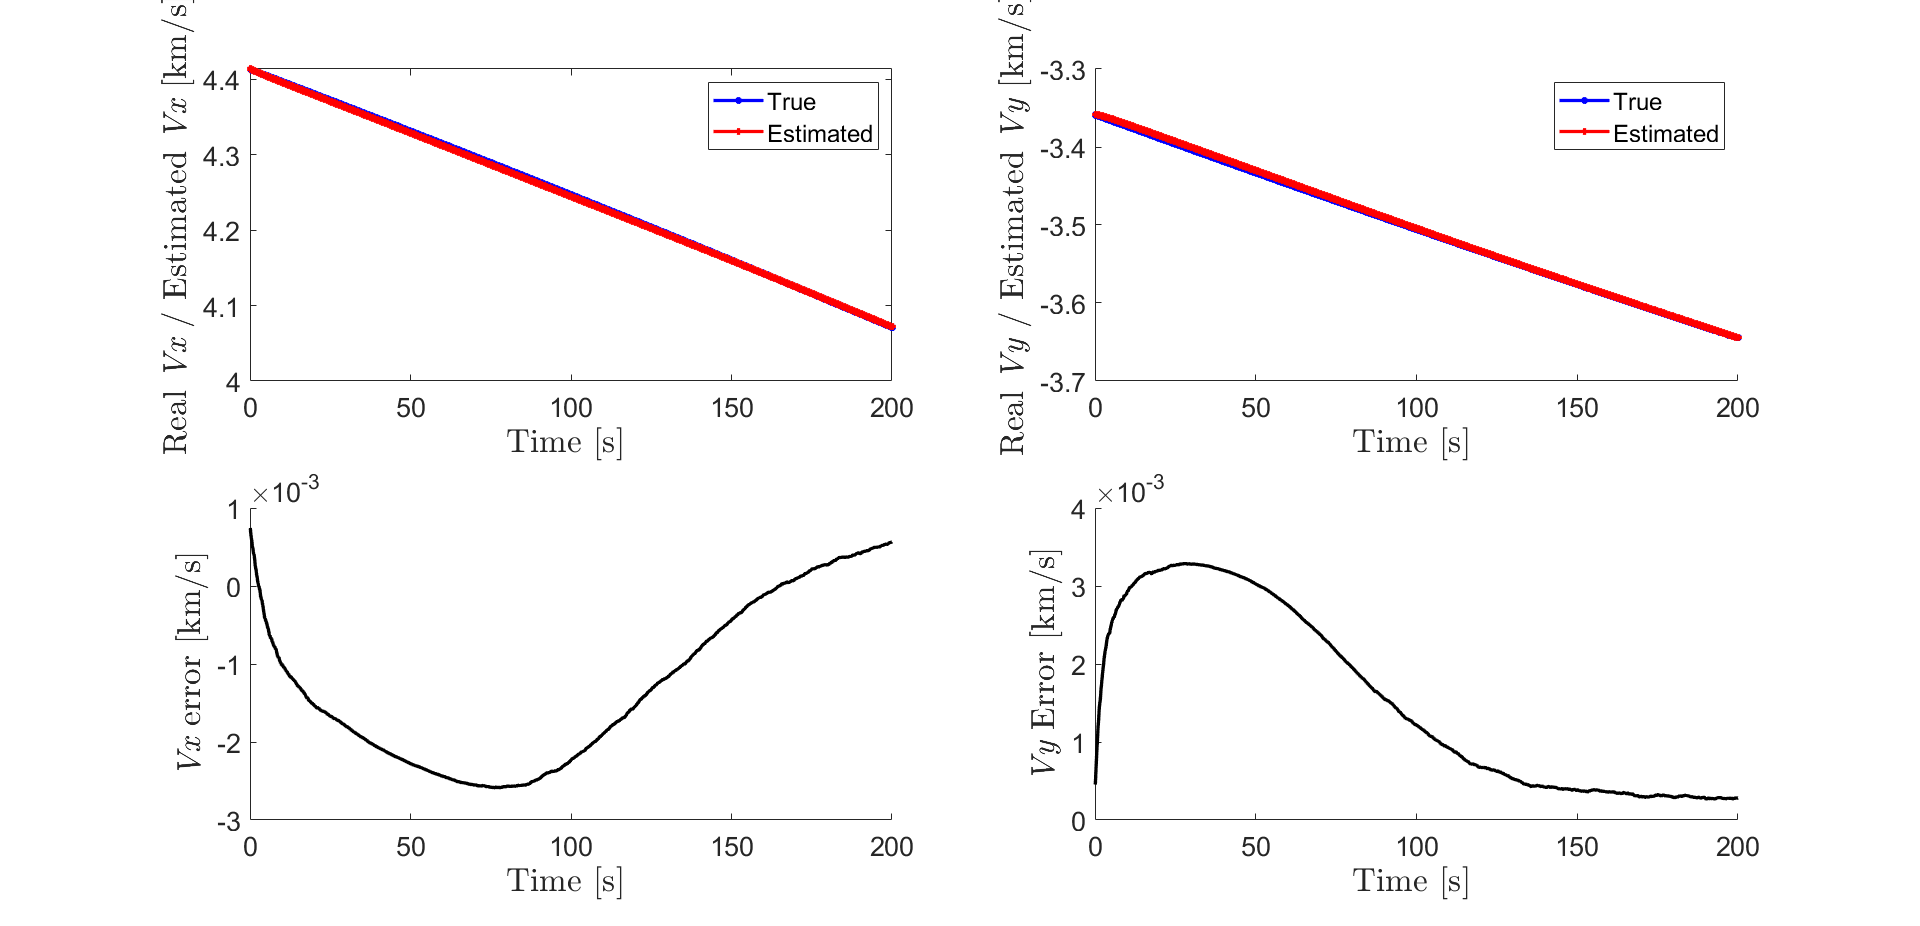 Real Vx / Estimated Vx [km/s]
4.4
4.3
4.2
4.1
4
0 50 100 150 200
Time [s]
True
Estimated
Real Vy / Estimated Vy [km/s]
-3.3
-3.4
-3.5
-3.6
-3.7
0 50 100 150 200
Time [s]
True
Estimated
×10-3
Vx error [km/s]
1
0
-1
-2
-3
0 50 100 150 200
Time [s]
×10-3
Vy Error [km/s]
4
3
2
1
0
0 50 100 150 200
Time [s]